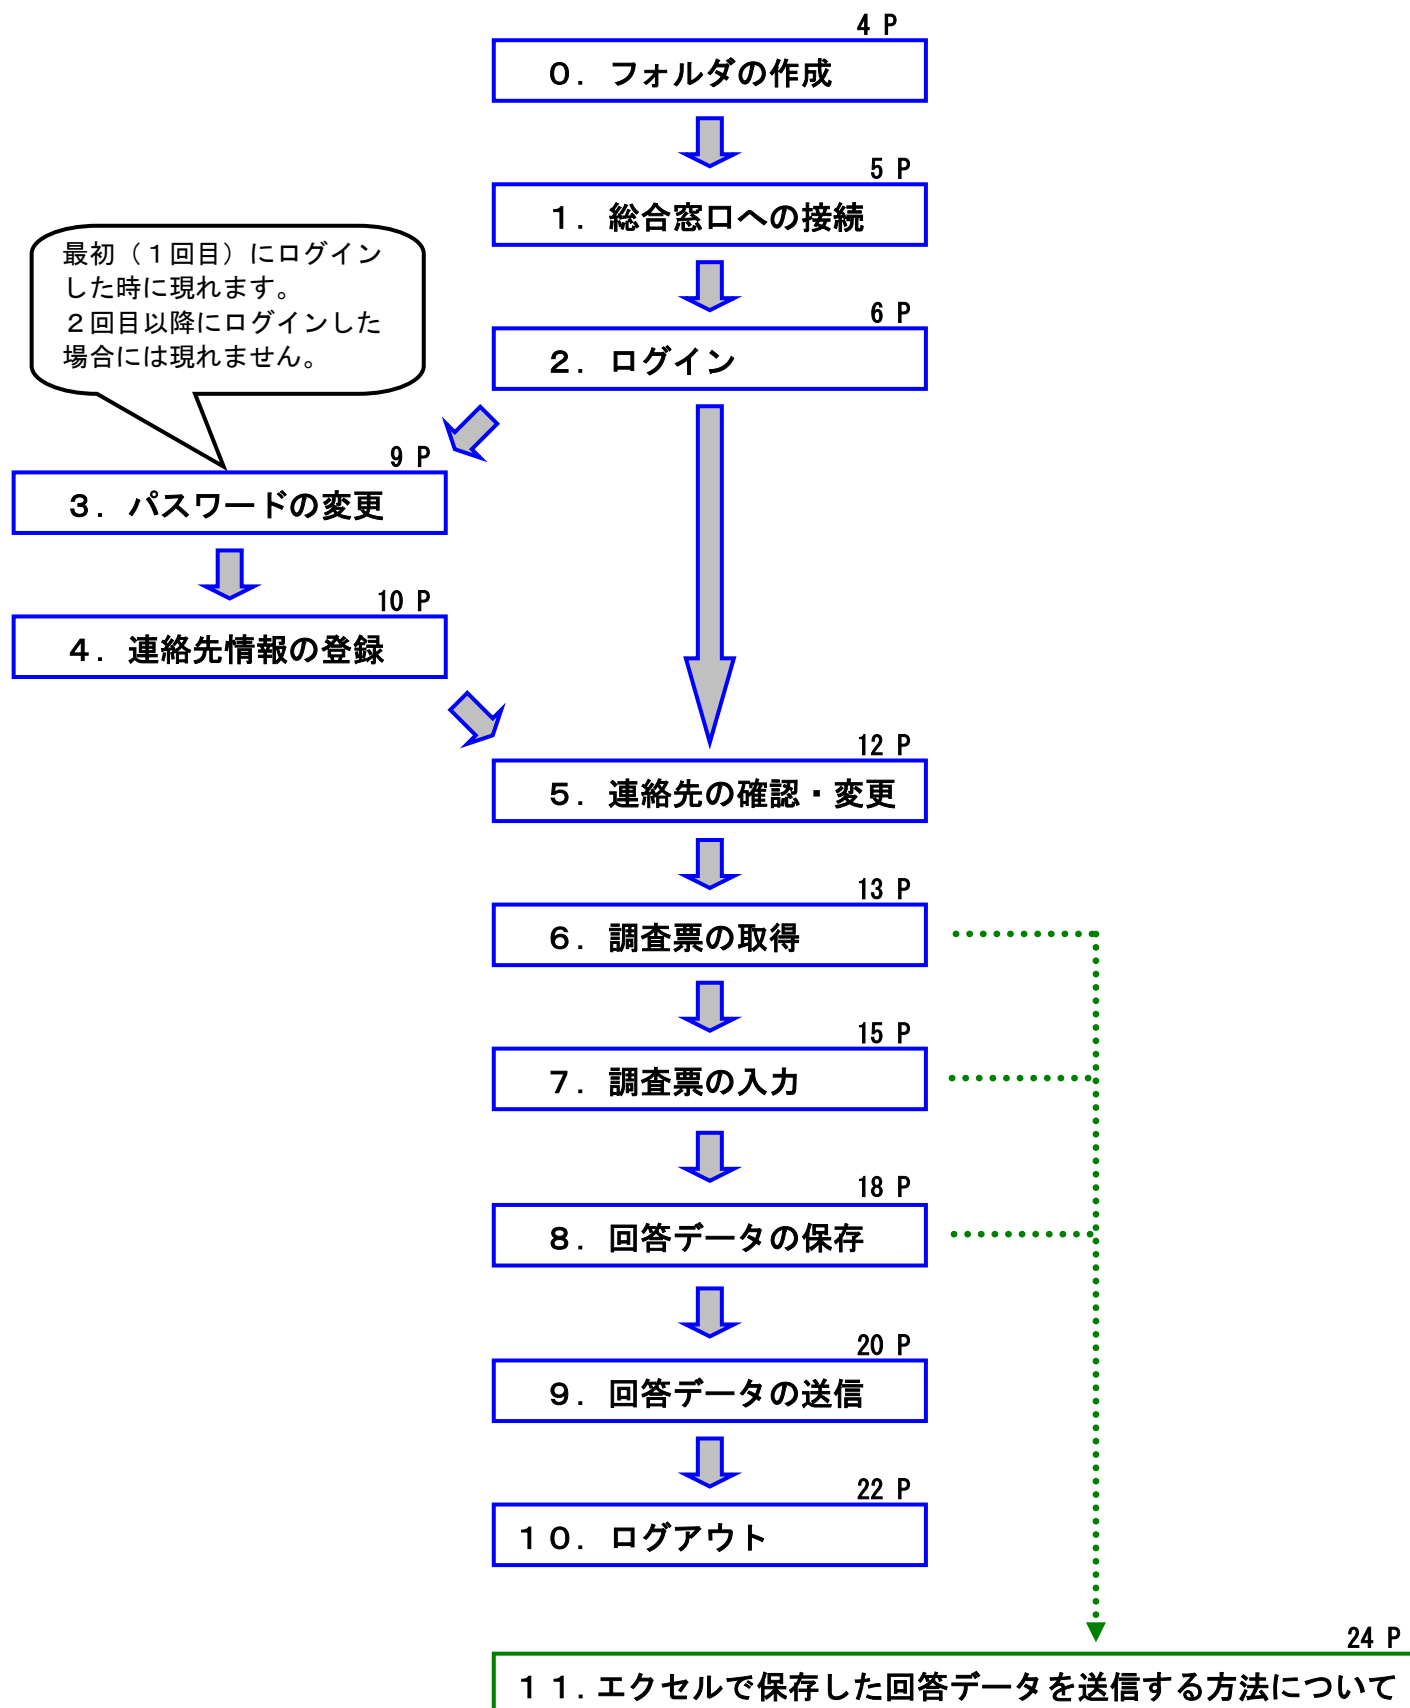 4 P
０．フォルダの作成
5 P
１．総合窓口への接続
最初（１回目）にログイン
した時に現れます。
２回目以降にログインした
場合には現れません。
6 P
２．ログイン
9 P
３．パスワードの変更
10 P
４．連絡先情報の登録
12 P
５．連絡先の確認・変更
13 P
６．調査票の取得
15 P
７．調査票の入力
18 P
８．回答データの保存
20 P
９．回答データの送信
22 P
１０．ログアウト
24 P
１１．エクセルで保存した回答データを送信する方法について